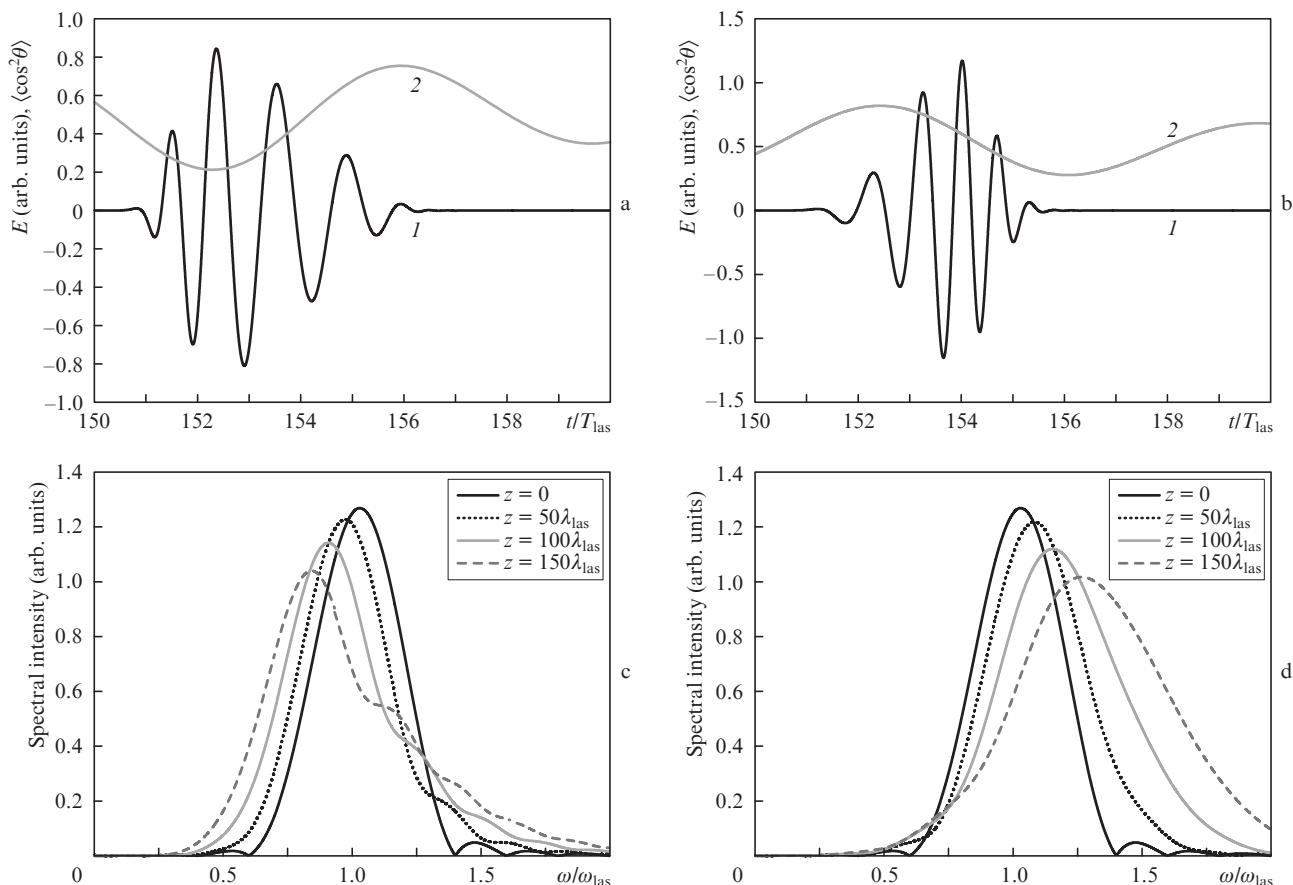 E (arb. units), ⟨cos²θ⟩
1.0
0.8
0.6
0.4
0.2
0
–0.2
–0.4
–0.6
–0.8
–1.0
150
152
154
156
158
t/T_las
2
1
a
E (arb. units), ⟨cos²θ⟩
1.5
1.0
0.5
0
–0.5
–1.0
–1.5
150
152
154
156
158
t/T_las
2
1
b
Spectral intensity (arb. units)
1.4
1.2
1.0
0.8
0.6
0.4
0.2
0
0.5
1.0
1.5
ω/ω_las
z = 0
z = 50λ_las
z = 100λ_las
z = 150λ_las
c
Spectral intensity (arb. units)
1.4
1.2
1.0
0.8
0.6
0.4
0.2
0
0.5
1.0
1.5
ω/ω_las
z = 0
z = 50λ_las
z = 100λ_las
z = 150λ_las
d